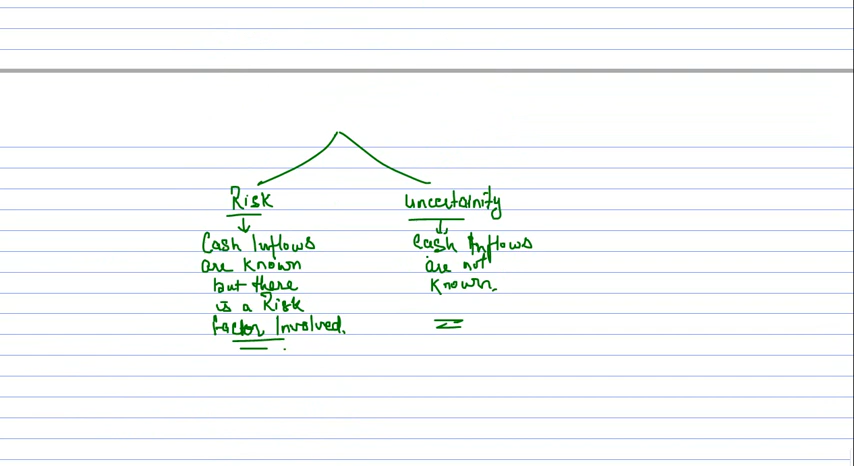 Risk
Cash Inflows
are known
but there
is a Risk
factor Involved.
uncertainity
Cash Inflows
are not
known.